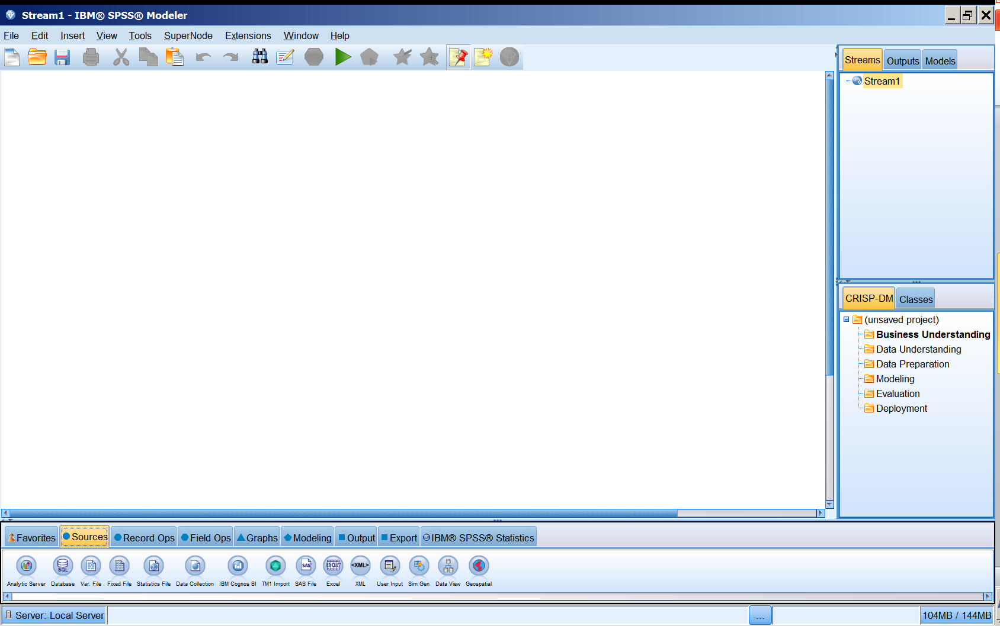 Stream1 - IBM® SPSS® Modeler
File Edit Insert View Tools SuperNode Extensions Window Help
Streams Outputs Models
Stream1
CRISP-DM Classes
(unsaved project)
Business Understanding
Data Understanding
Data Preparation
Modeling
Evaluation
Deployment
Favorites Sources Record Ops Field Ops Graphs Modeling Output Export IBM® SPSS® Statistics
SQL SAS EXCEL <XML>
Analytic Server Database Var. File Fixed File Statistics File Data Collection IBM Cognos BI TM1 Import SAS File Excel XML User Input Sim Gen Data View Geospatial
Server: Local Server ... 104MB / 144MB